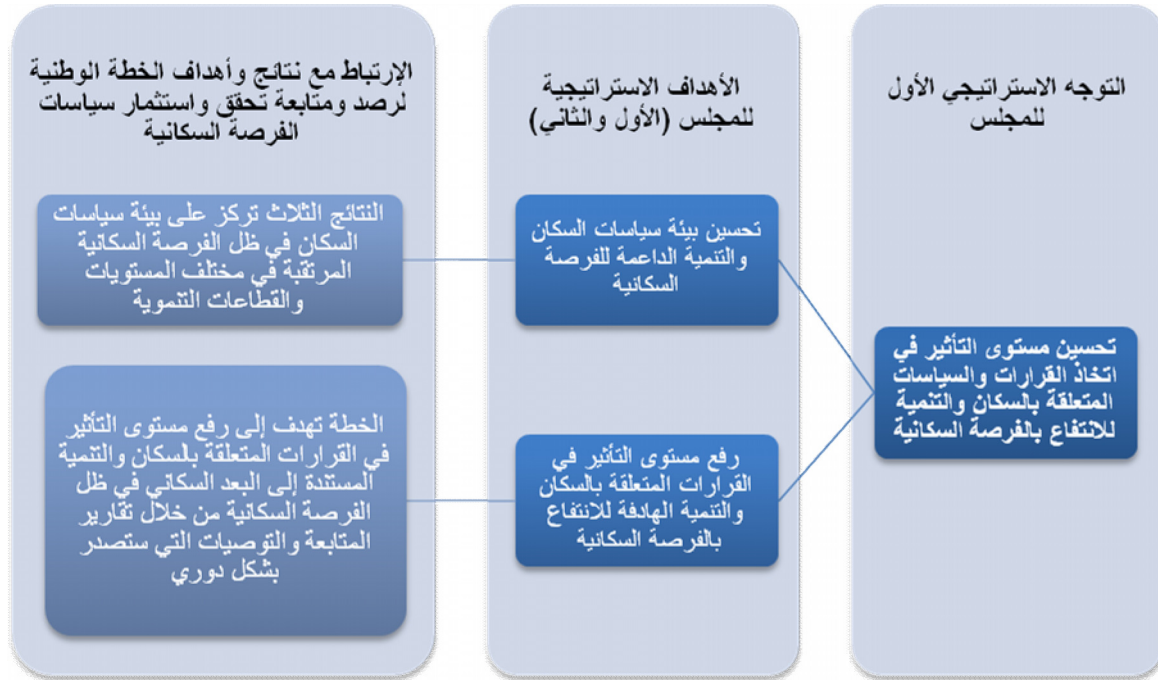 التوجه الاستراتيجي الأول
للمجلس
تحسين مستوى التأثير في
اتخاذ القرارات والسياسات
المتعلقة بالسكان والتنمية
للانتفاع بالفرصة السكانية
الأهداف الاستراتيجية
للمجلس (الأول والثاني)
تحسين بيئة سياسات السكان
والتنمية الداعمة للفرصة
السكانية
رفع مستوى التأثير في
القرارات المتعلقة بالسكان
والتنمية الهادفة للانتفاع
بالفرصة السكانية
الإرتباط مع نتائج وأهداف الخطة الوطنية
لرصد ومتابعة تحقق واستثمار سياسات
الفرصة السكانية
النتائج الثلاث تركز على بيئة سياسات
السكان في ظل الفرصة السكانية
المرتقبة في مختلف المستويات
والقطاعات التنموية
الخطة تهدف إلى رفع مستوى التأثير
في القرارات المتعلقة بالسكان والتنمية
المستندة إلى البعد السكاني في ظل
الفرصة السكانية من خلال تقارير
المتابعة والتوصيات التي ستصدر
بشكل دوري